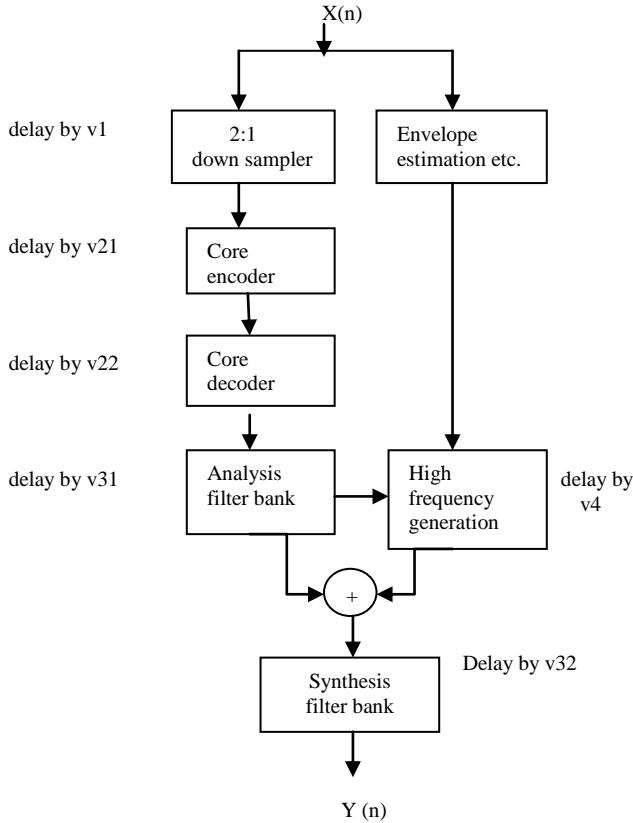 X(n)
delay by v1
2:1
down sampler
Envelope
estimation etc.
delay by v21
Core
encoder
delay by v22
Core
decoder
delay by v31
Analysis
filter bank
High
frequency
generation
delay by
v4
+
Delay by v32
Synthesis
filter bank
Y (n)